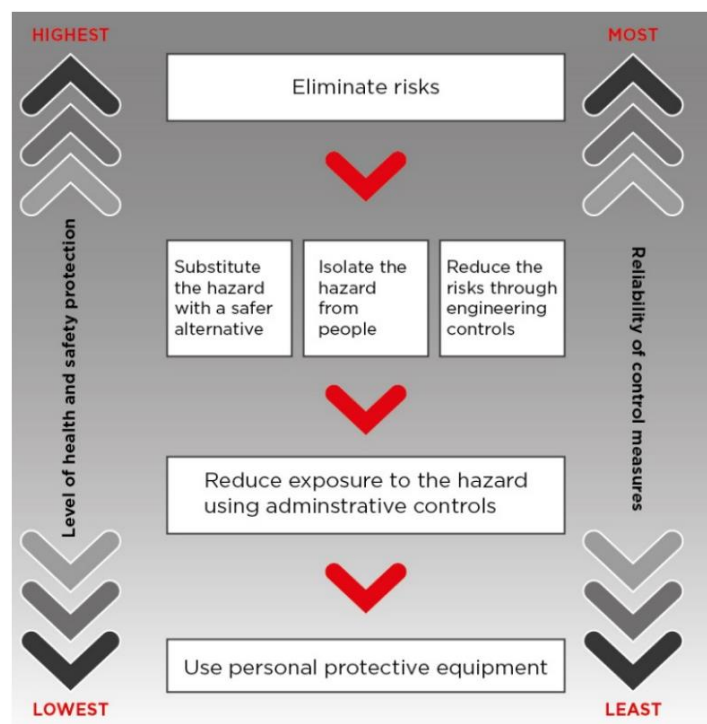 HIGHEST
MOST
Eliminate risks
Substitute
the hazard
with a safer
alternative
Isolate the
hazard
from
people
Reduce the
risks through
engineering
controls
Level of health and safety protection
Reliability of control measures
Reduce exposure to the hazard
using adminstrative controls
Use personal protective equipment
LOWEST
LEAST